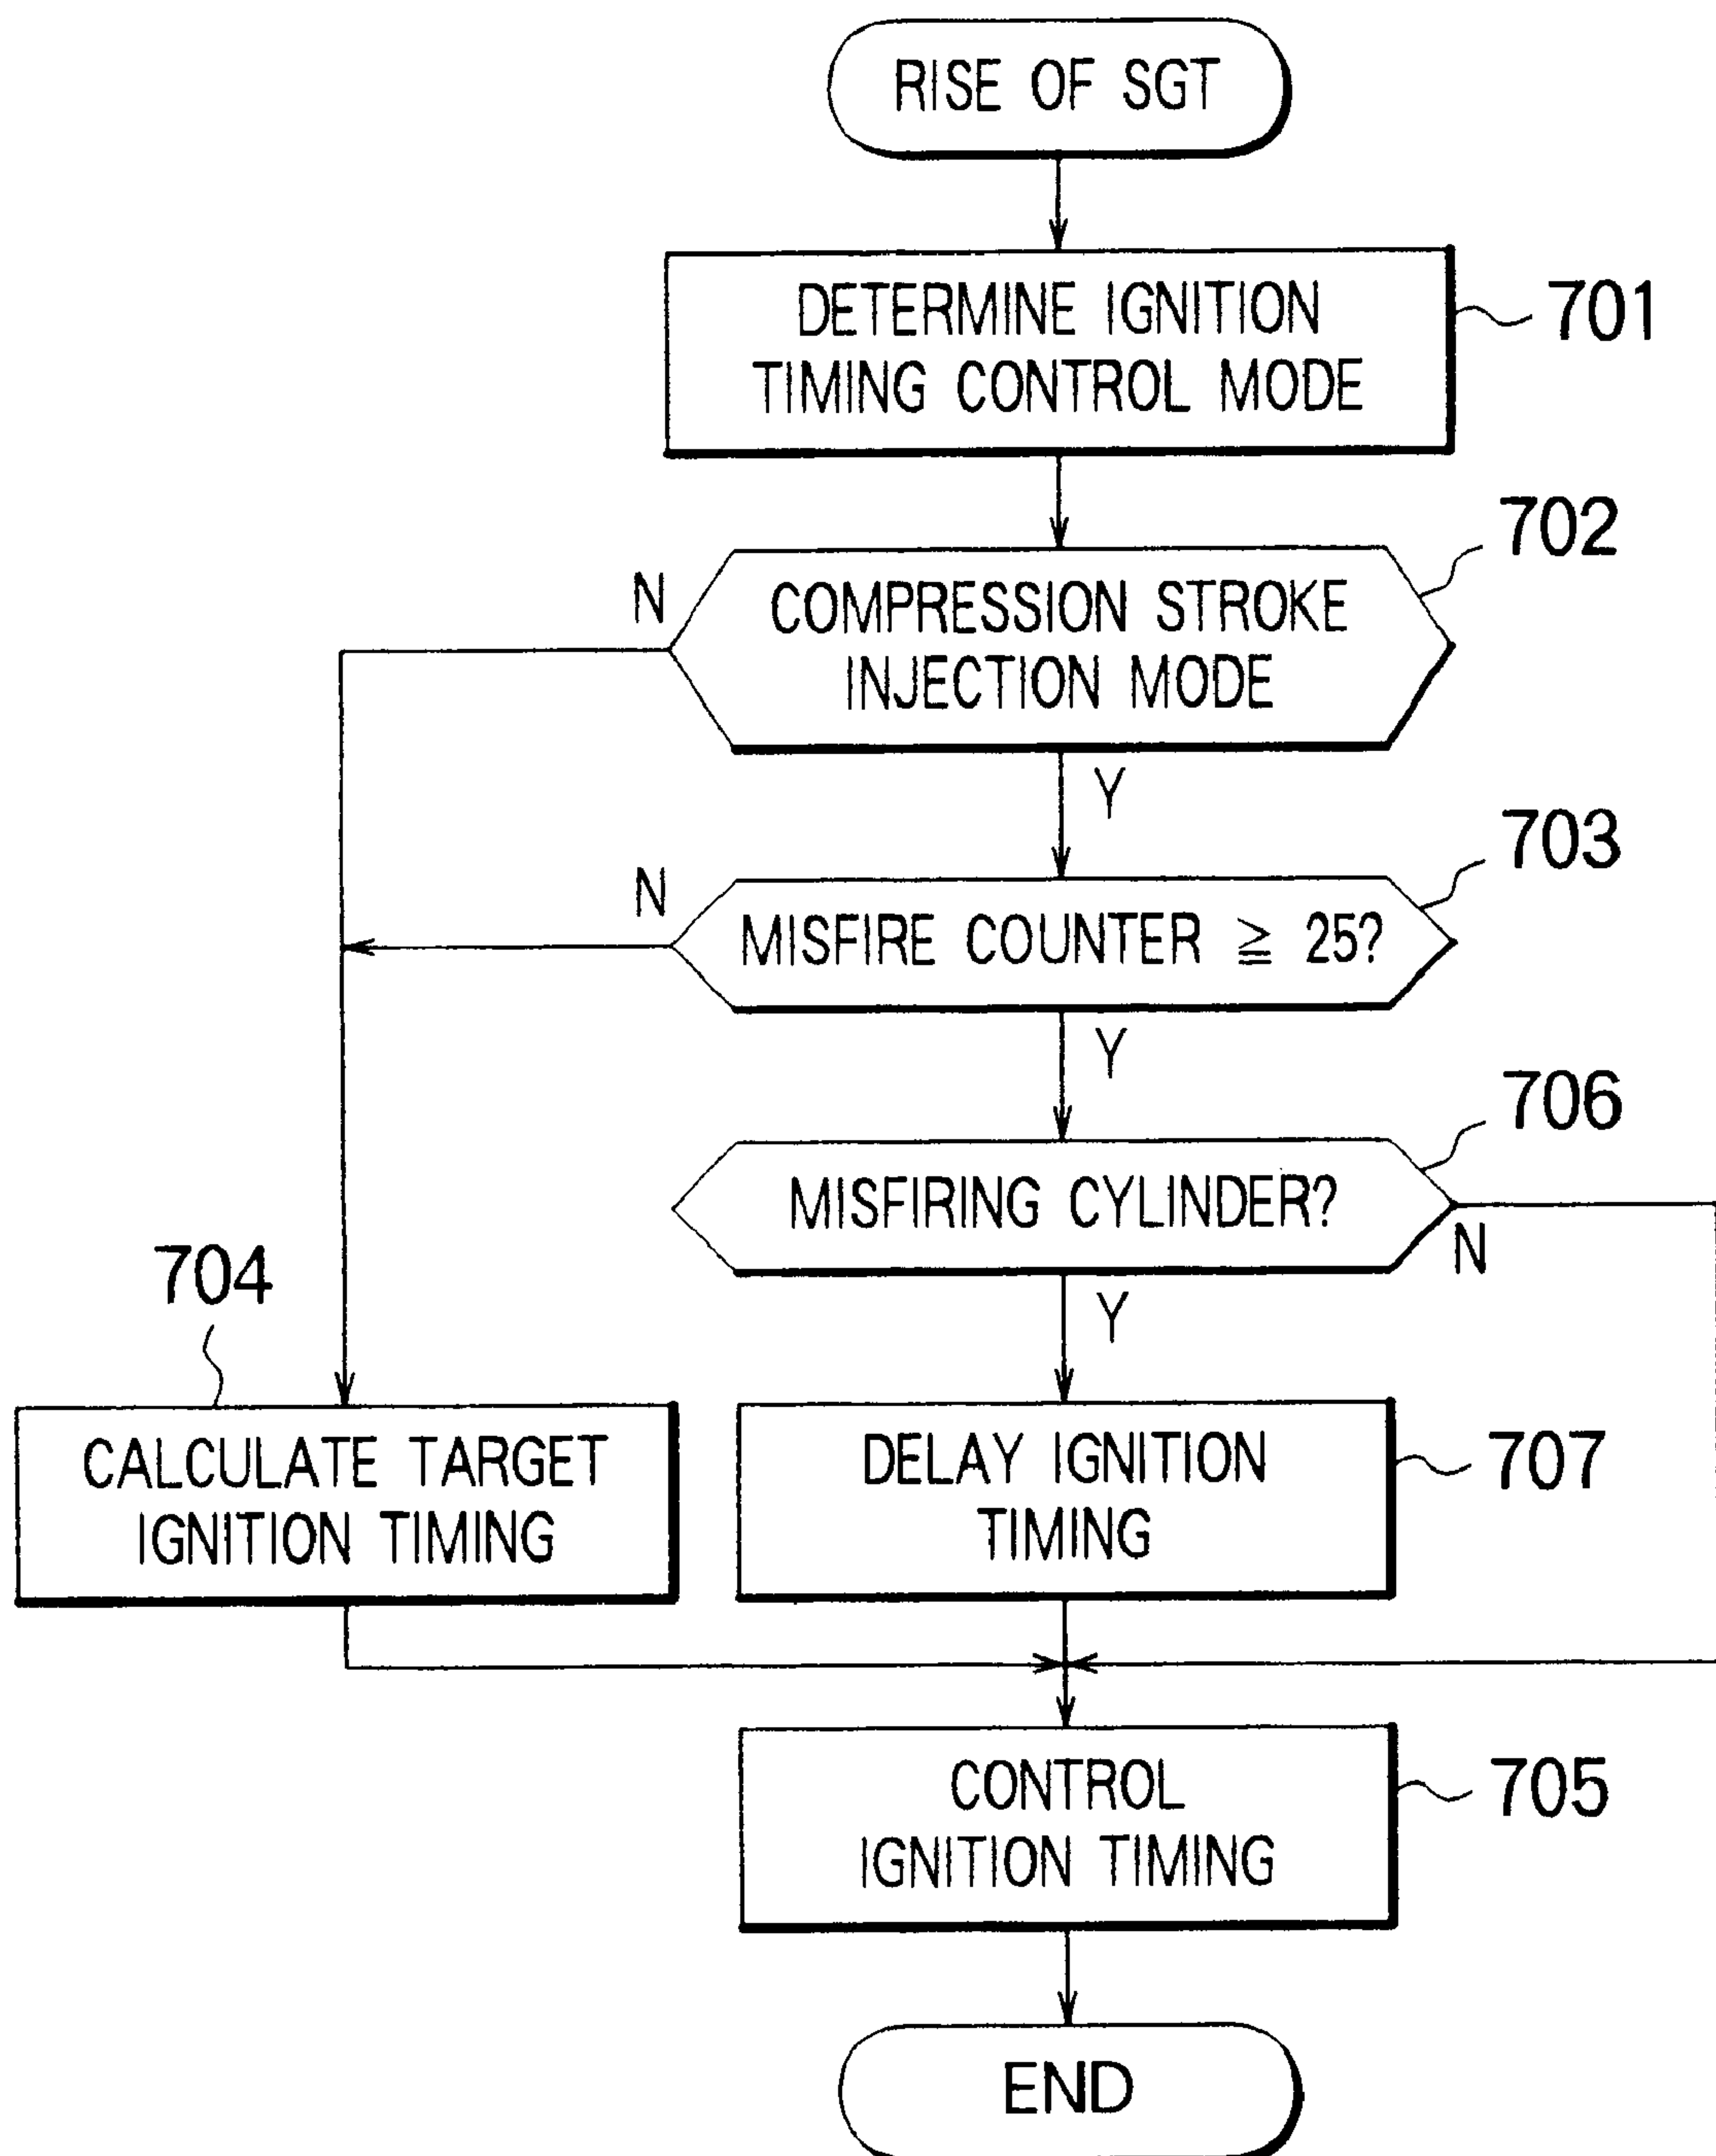 RISE OF SGT
DETERMINE IGNITION
TIMING CONTROL MODE
701
702
N
COMPRESSION STROKE
INJECTION MODE
Y
703
N
MISFIRE COUNTER ≧ 25?
Y
706
MISFIRING CYLINDER?
N
Y
704
CALCULATE TARGET
IGNITION TIMING
DELAY IGNITION
TIMING
707
CONTROL
IGNITION TIMING
705
END